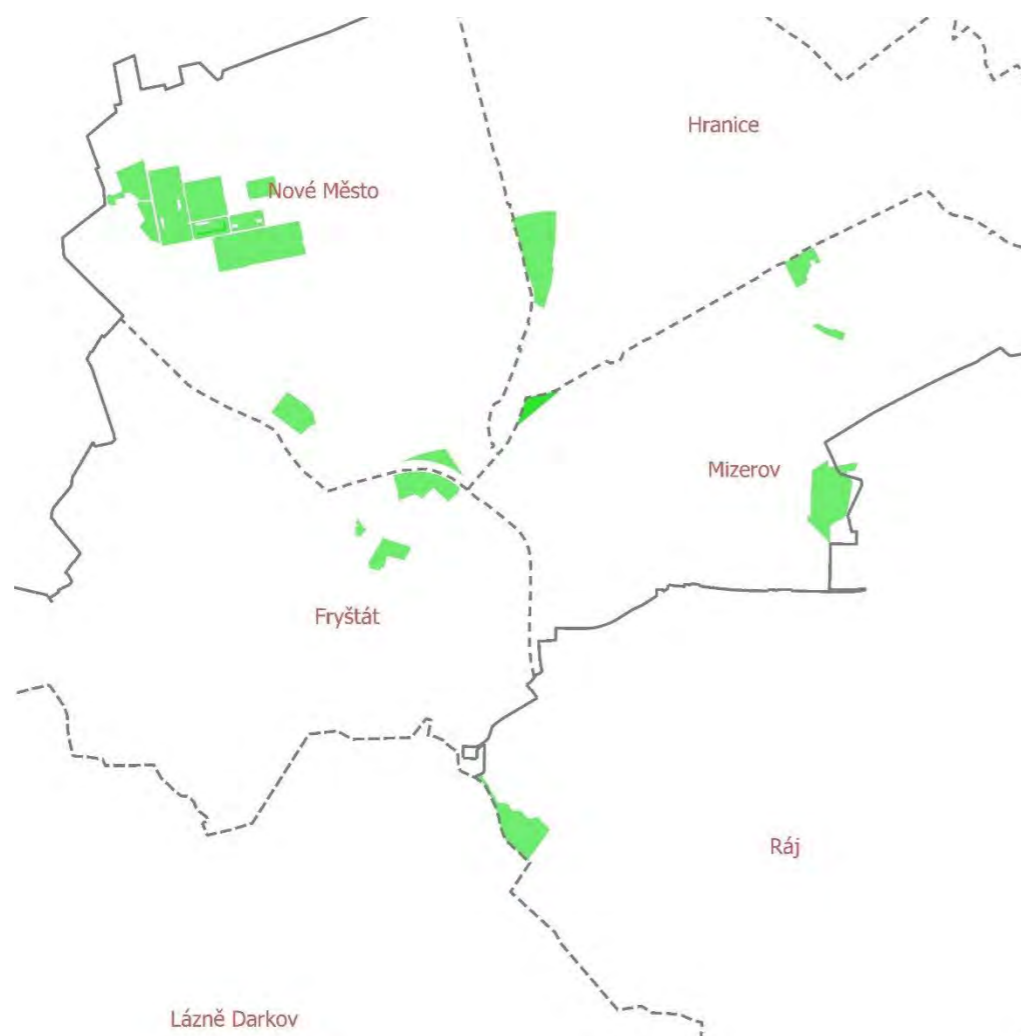 Hranice
Nové Město
Mizerov
Fryštát
Ráj
Lázně Darkov